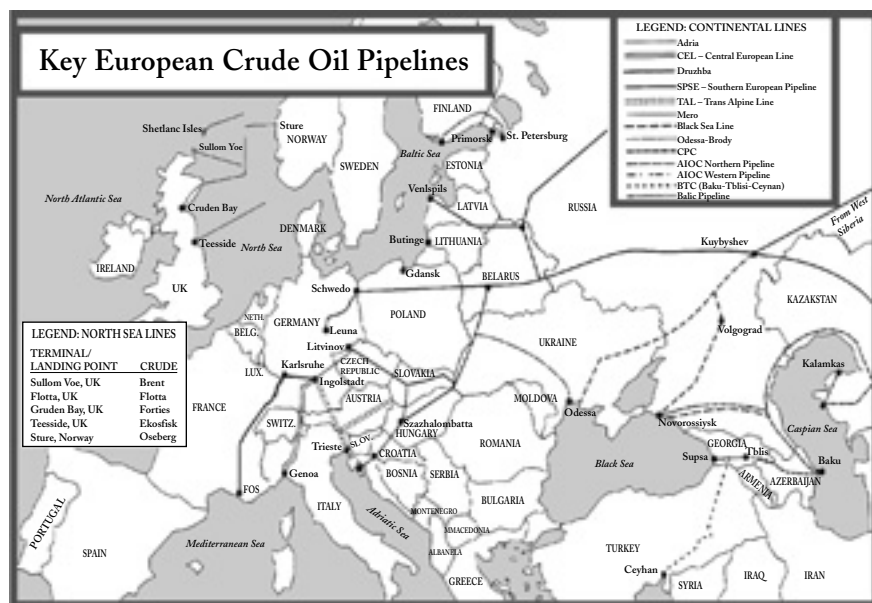 Key European Crude Oil Pipelines
LEGEND: CONTINENTAL LINES
Adria
CEL – Central European Line
Druzhba
SPSE – Southern European Pipeline
TAL – Trans Alpine Line
Mero
Black Sea Line
Odessa-Brody
CPC
AIOC Northern Pipeline
AIOC Western Pipeline
BTC (Baku-Tblisi-Ceynan)
Balic Pipeline
FINLAND
Shetlanc Isles
Sture
NORWAY
Primorsk
St. Petersburg
Sullom Yoe
SWEDEN
Baltic Sea
ESTONIA
North Atlantic Sea
Venlspils
LATVIA
RUSSIA
From West
Siberia
Cruden Bay
DENMARK
Teesside
North Sea
Butinge
LITHUANIA
Kuybyshev
IRELAND
Gdansk
BELARUS
UK
Schwedo
NETH.
POLAND
KAZAKSTAN
GERMANY
Leuna
BELG.
UKRAINE
Volgograd
Litvinov
LEGEND: NORTH SEA LINES
TERMINAL/
LANDING POINT CRUDE
Sullom Voe, UK Brent
Flotta, UK Flotta
Gruden Bay, UK Forties
Teesside, UK Ekosfisk
Sture, Norway Oseberg
LUX.
Karlsruhe
CZECH
REPUBLIC
SLOVAKIA
Kalamkas
Ingolstadt
AUSTRIA
MOLDOVA
FRANCE
Odessa
SWITZ.
Szazhalombatta
HUNGARY
Novorossiysk
Caspian Sea
Trieste
SLOV.
ROMANIA
CROATIA
GEORGIA
Black Sea
Supsa
Tblis
Genoa
BOSNIA
SERBIA
Baku
AZERBAIJAN
ARMENIA
FOS
ITALY
BULGARIA
Adriatic Sea
MONTENEGRO
PORTUGAL
MMACEDONIA
Mediterranean Sea
SPAIN
ALBANELA
TURKEY
Ceyhan
GREECE
SYRIA
IRAQ
IRAN